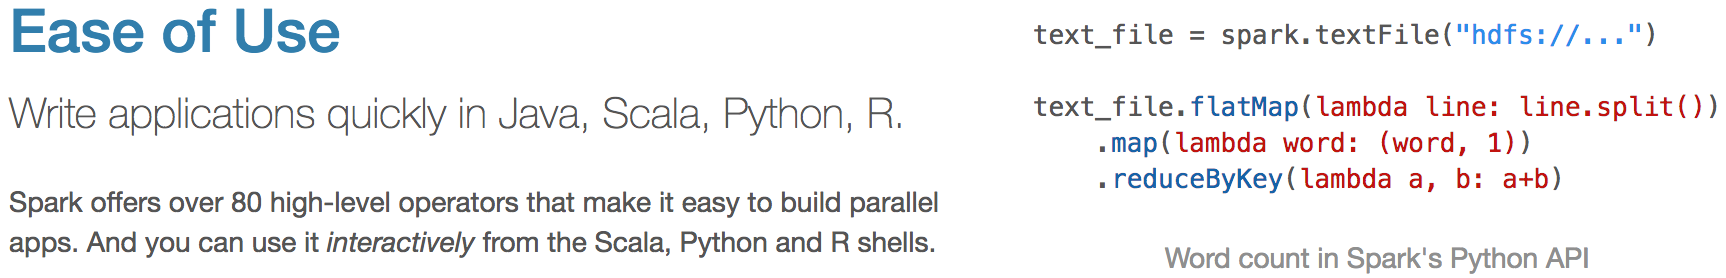 Ease of Use
Write applications quickly in Java, Scala, Python, R.
Spark offers over 80 high-level operators that make it easy to build parallel
apps. And you can use it interactively from the Scala, Python and R shells.
text_file = spark.textFile("hdfs://...")
text_file.flatMap(lambda line: line.split())
    .map(lambda word: (word, 1))
    .reduceByKey(lambda a, b: a+b)
Word count in Spark's Python API